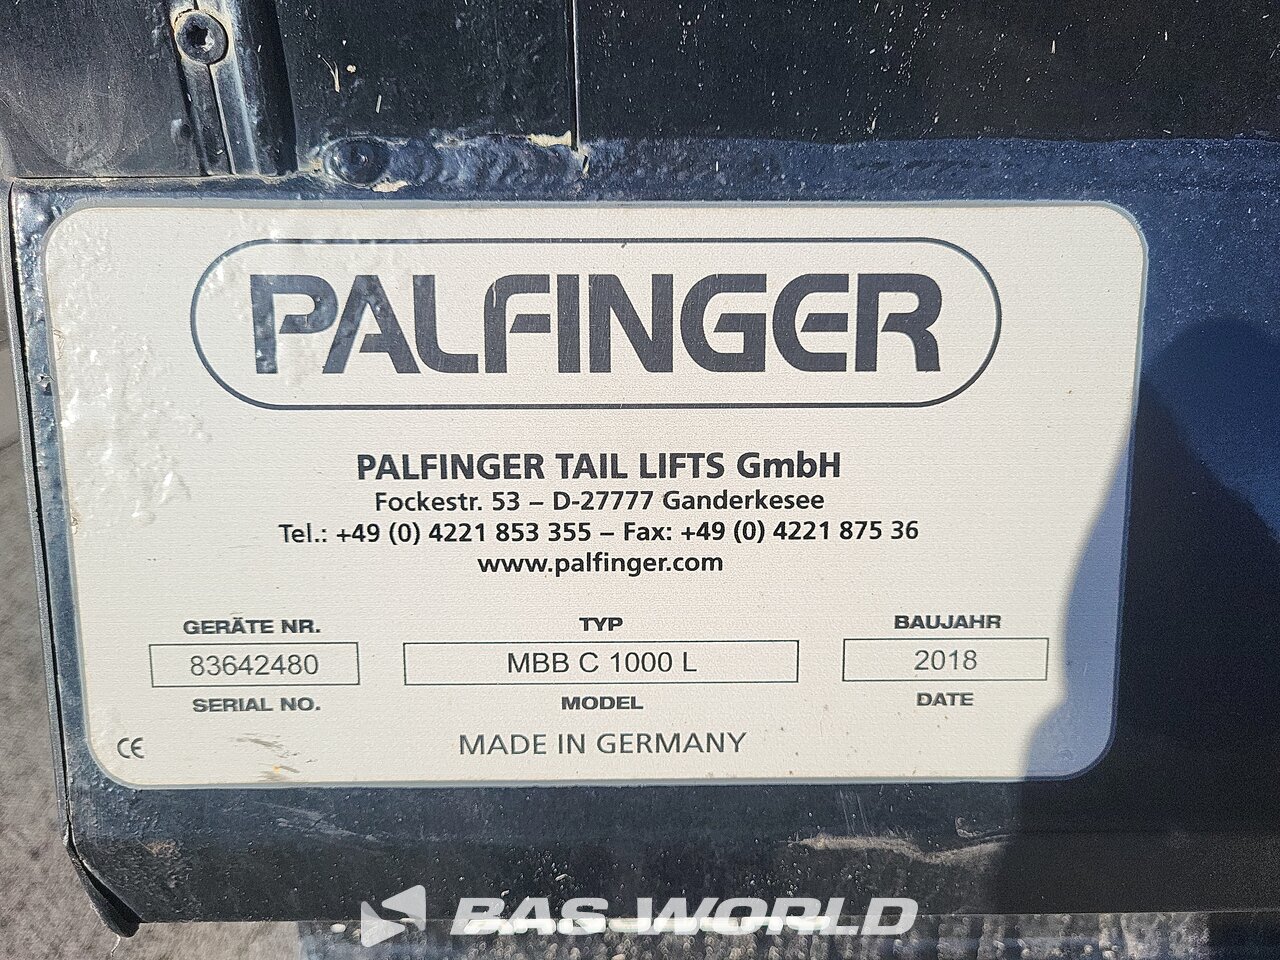 PALFINGER
PALFINGER TAIL LIFTS GmbH
Fockestr. 53 – D-27777 Ganderkesee
Tel.: +49 (0) 4221 853 355 – Fax: +49 (0) 4221 875 36
www.palfinger.com
GERÄTE NR. TYP BAUJAHR
83642480 MBB C 1000 L 2018
SERIAL NO. MODEL DATE
CE MADE IN GERMANY
BAS WORLD